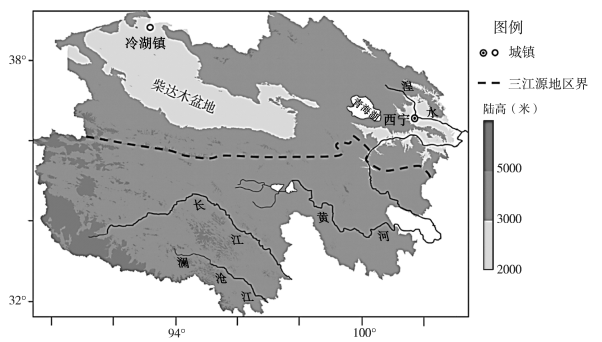 38°
32°
94°
100°
冷湖镇
柴达木盆地
青海湖
湟
水
西宁
长
江
黄
河
澜
沧
江
图例
城镇
三江源地区界
陆高（米）
5000
3000
2000